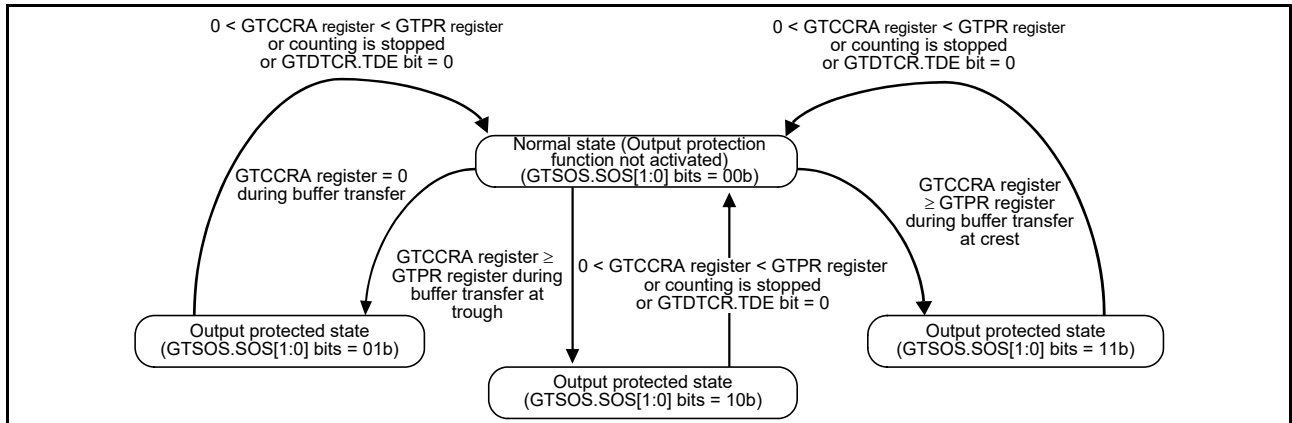 0 < GTCCRA register < GTPR register
or counting is stopped
or GTDTCR.TDE bit = 0
0 < GTCCRA register < GTPR register
or counting is stopped
or GTDTCR.TDE bit = 0
Normal state (Output protection
function not activated)
(GTSOS.SOS[1:0] bits = 00b)
GTCCRA register = 0
during buffer transfer
GTCCRA register
≥ GTPR register
during buffer transfer
at crest
GTCCRA register ≥
GTPR register during
buffer transfer at
trough
0 < GTCCRA register < GTPR register
or counting is stopped
or GTDTCR.TDE bit = 0
Output protected state
(GTSOS.SOS[1:0] bits = 01b)
Output protected state
(GTSOS.SOS[1:0] bits = 11b)
Output protected state
(GTSOS.SOS[1:0] bits = 10b)